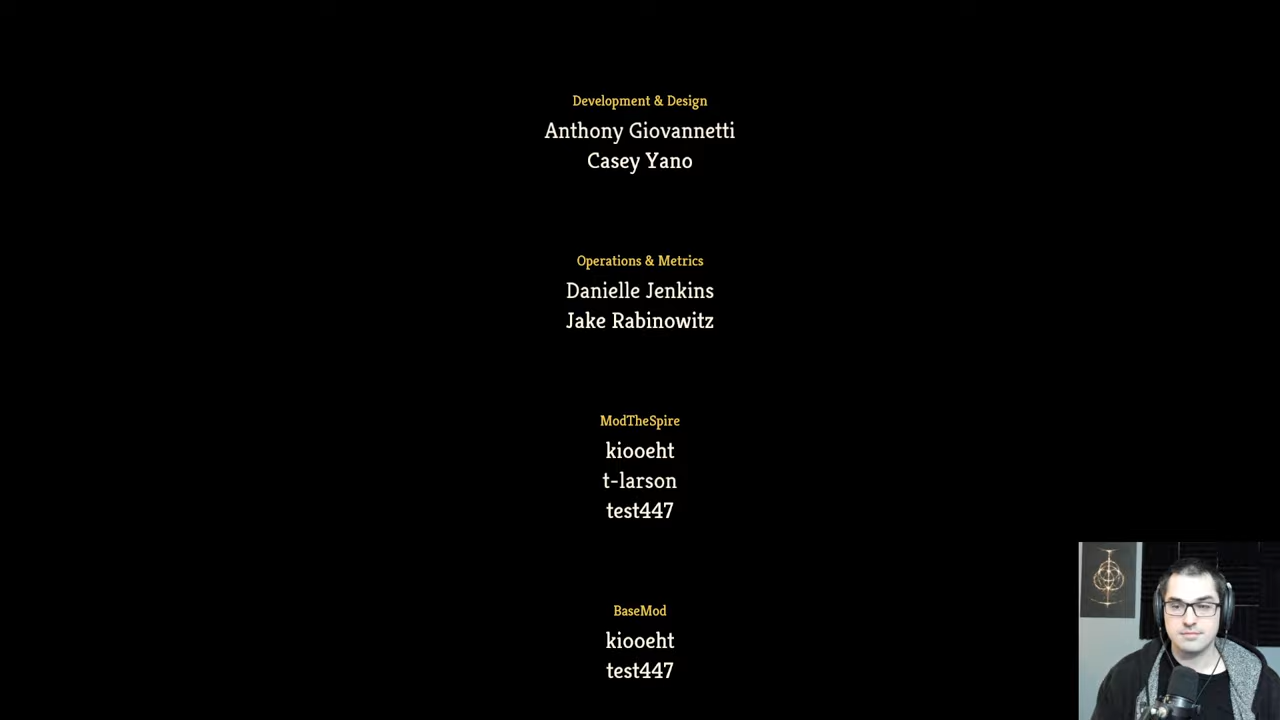 Development & Design
Anthony Giovannetti
Casey Yano
Operations & Metrics
Danielle Jenkins
Jake Rabinowitz
ModTheSpire
kiooeht
t-larson
test447
BaseMod
kiooeht
test447